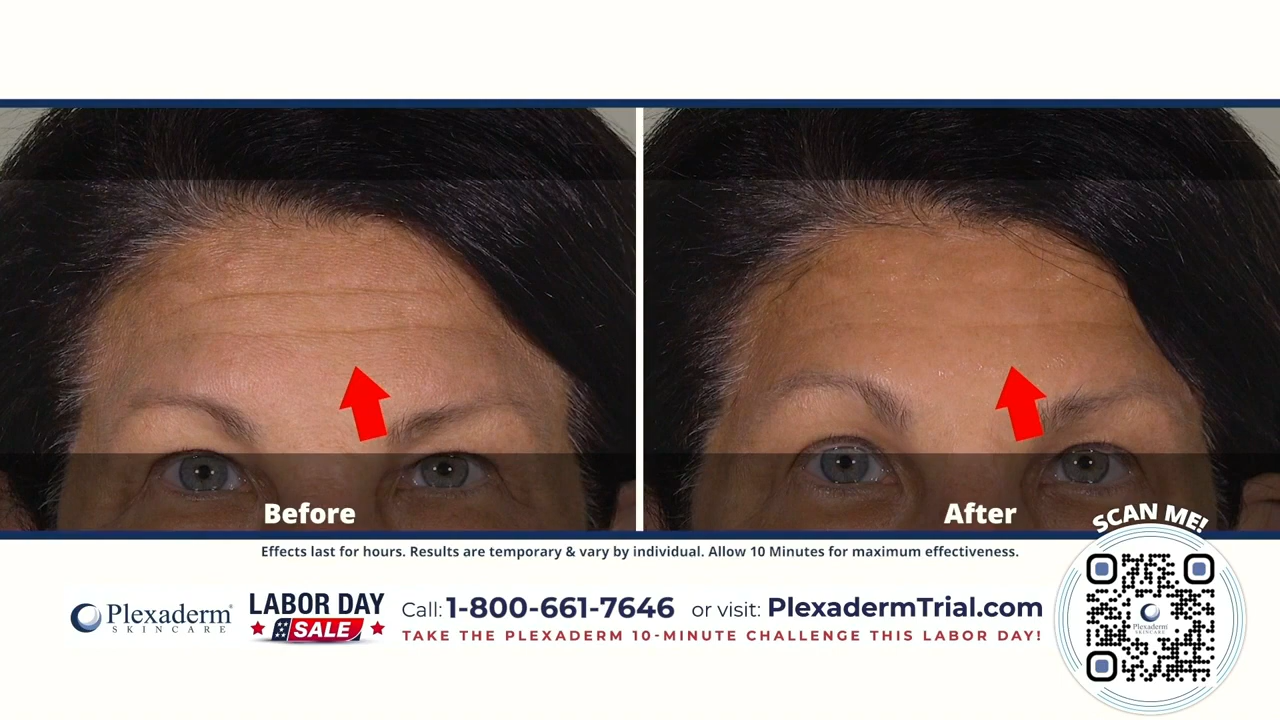 Before
After
SCAN ME!
Effects last for hours. Results are temporary & vary by individual. Allow 10 Minutes for maximum effectiveness.
Plexaderm®
SKINCARE
LABOR DAY
SALE
Call: 1-800-661-7646 or visit: PlexadermTrial.com
TAKE THE PLEXADERM 10-MINUTE CHALLENGE THIS LABOR DAY!
Plexaderm
SKINCARE